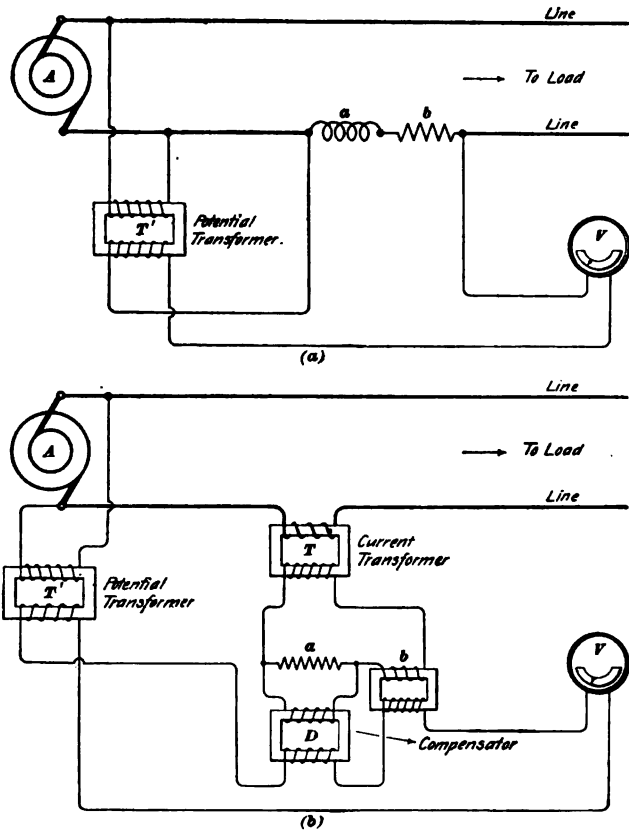 Line
A
To Load
a b
Line
T'
Potential
Transformer.
V
(a)
Line
A
To Load
Line
T
Current
Transformer
T'
Potential
Transformer
a
b
V
D
Compensator
(b)